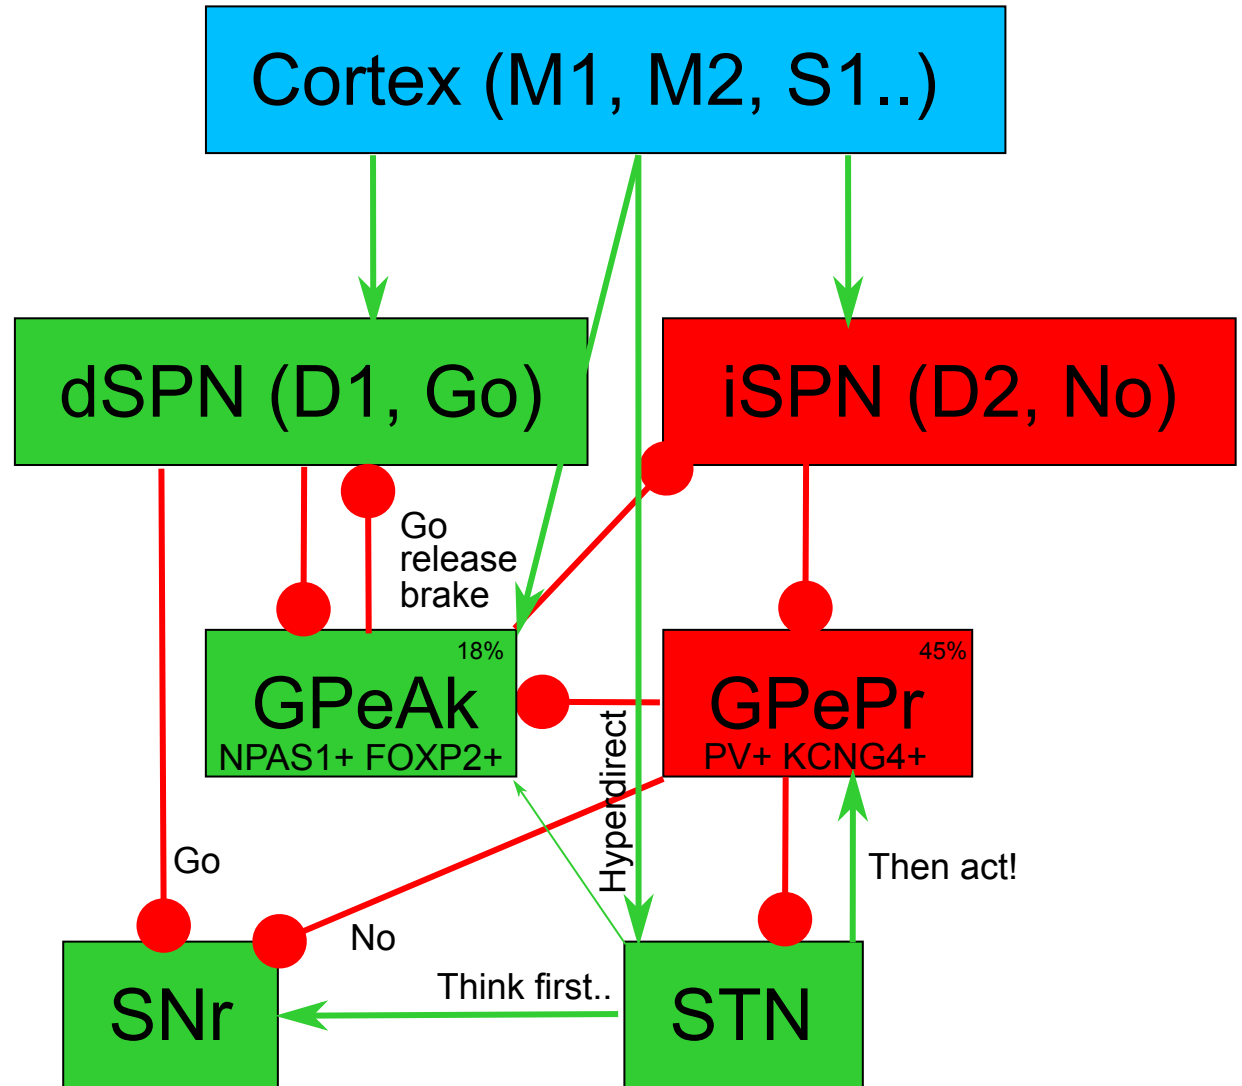 Cortex (M1, M2, S1..)
dSPN (D1, Go)
iSPN (D2, No)
Go
release
brake
18%
GPeAk
NPAS1+ FOXP2+
45%
GPePr
PV+ KCNG4+
Hyperdirect
Go
No
Then act!
Think first..
SNr
STN